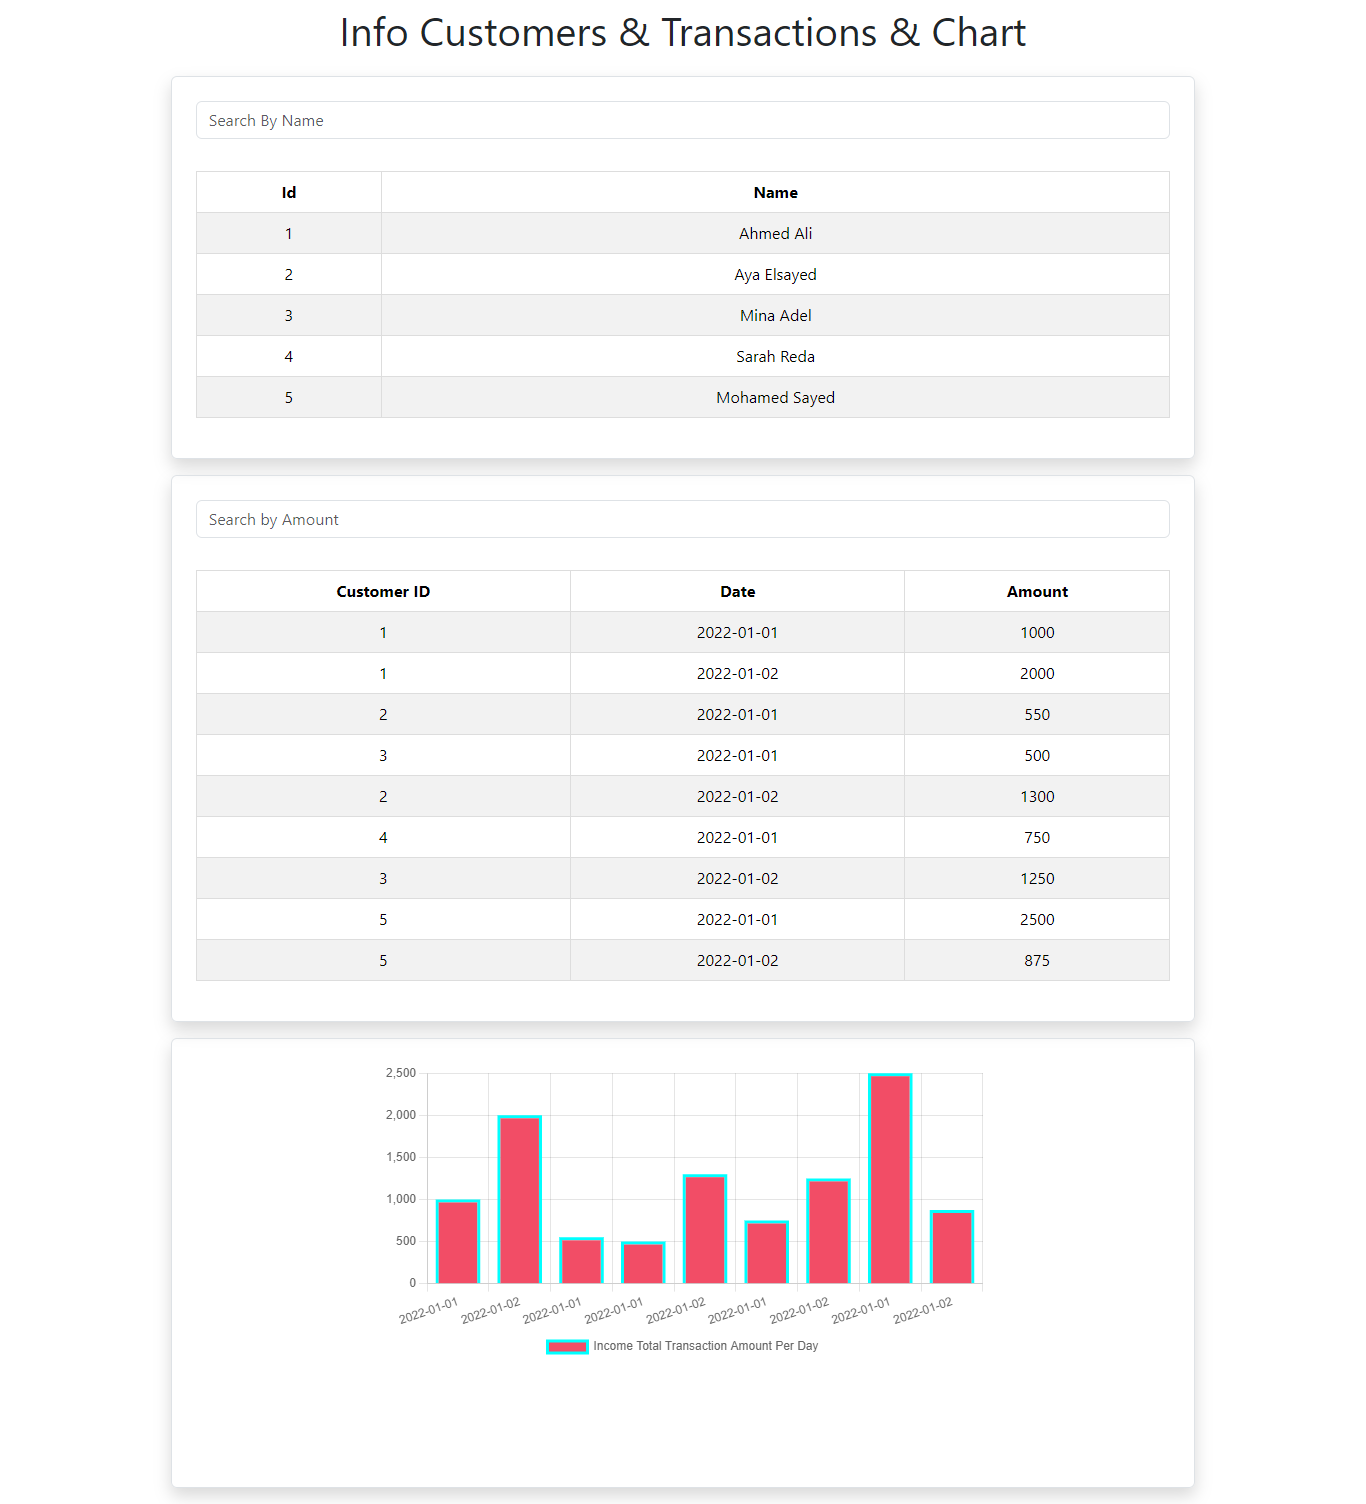 Info Customers & Transactions & Chart
Search By Name
Id Name
1 Ahmed Ali
2 Aya Elsayed
3 Mina Adel
4 Sarah Reda
5 Mohamed Sayed
Search by Amount
Customer ID Date Amount
1 2022-01-01 1000
1 2022-01-02 2000
2 2022-01-01 550
3 2022-01-01 500
2 2022-01-02 1300
4 2022-01-01 750
3 2022-01-02 1250
5 2022-01-01 2500
5 2022-01-02 875
2,500
2,000
1,500
1,000
500
0
2022-01-01 2022-01-02 2022-01-01 2022-01-01 2022-01-02 2022-01-01 2022-01-02 2022-01-01 2022-01-02
Income Total Transaction Amount Per Day